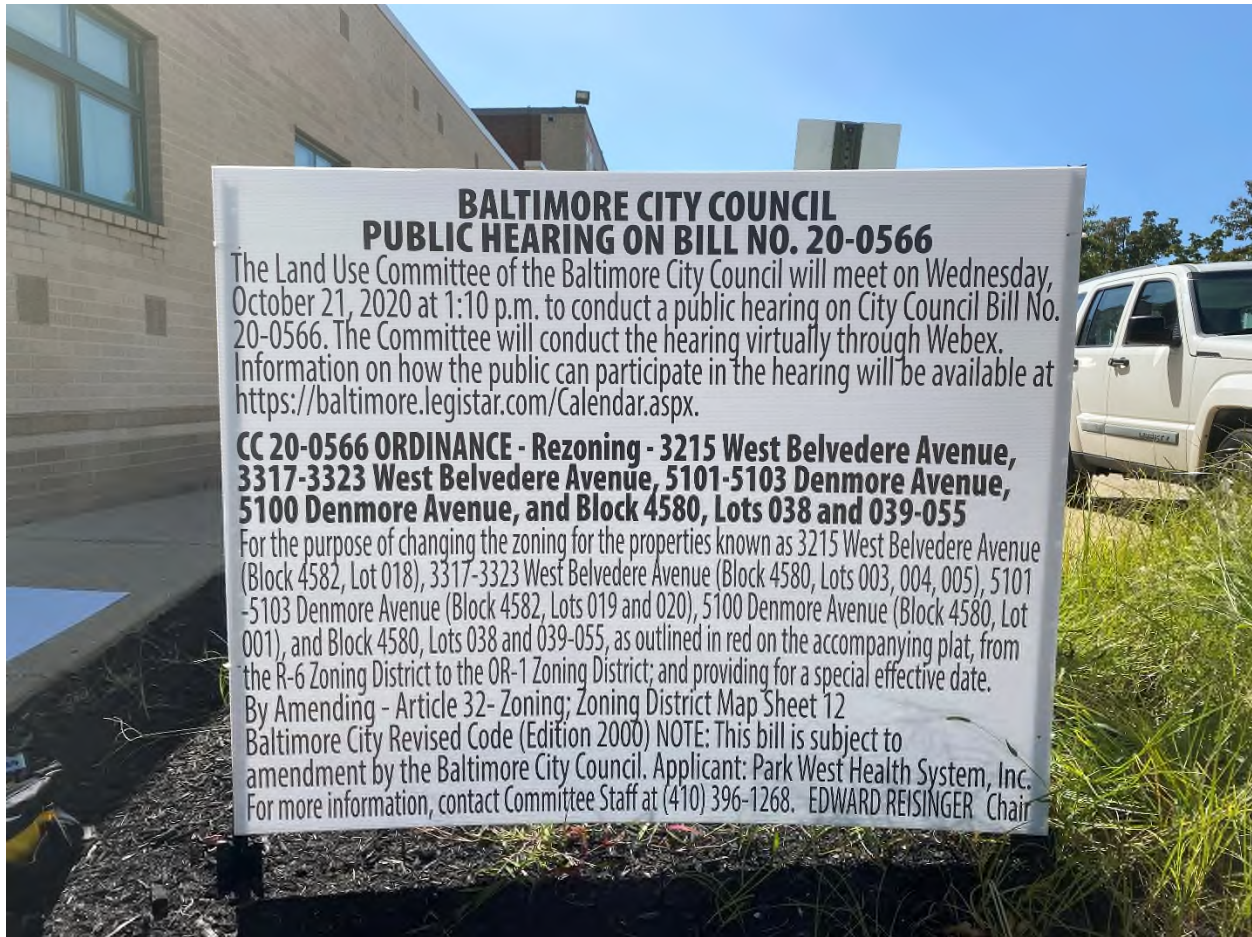 BALTIMORE CITY COUNCIL
PUBLIC HEARING ON BILL NO. 20-0566
The Land Use Committee of the Baltimore City Council will meet on Wednesday,
October 21, 2020 at 1:10 p.m. to conduct a public hearing on City Council Bill No.
20-0566. The Committee will conduct the hearing virtually through Webex.
Information on how the public can participate in the hearing will be available at
https://baltimore.legistar.com/Calendar.aspx.
CC 20-0566 ORDINANCE - Rezoning - 3215 West Belvedere Avenue,
3317-3323 West Belvedere Avenue, 5101-5103 Denmore Avenue,
5100 Denmore Avenue, and Block 4580, Lots 038 and 039-055
For the purpose of changing the zoning for the properties known as 3215 West Belvedere Avenue
(Block 4582, Lot 018), 3317-3323 West Belvedere Avenue (Block 4580, Lots 003, 004, 005), 5101
-5103 Denmore Avenue (Block 4582, Lots 019 and 020), 5100 Denmore Avenue (Block 4580, Lot
001), and Block 4580, Lots 038 and 039-055, as outlined in red on the accompanying plat, from
the R-6 Zoning District to the OR-1 Zoning District; and providing for a special effective date.
By Amending - Article 32- Zoning; Zoning District Map Sheet 12
Baltimore City Revised Code (Edition 2000) NOTE: This bill is subject to
amendment by the Baltimore City Council. Applicant: Park West Health System, Inc.
For more information, contact Committee Staff at (410) 396-1268. EDWARD REISINGER Chair